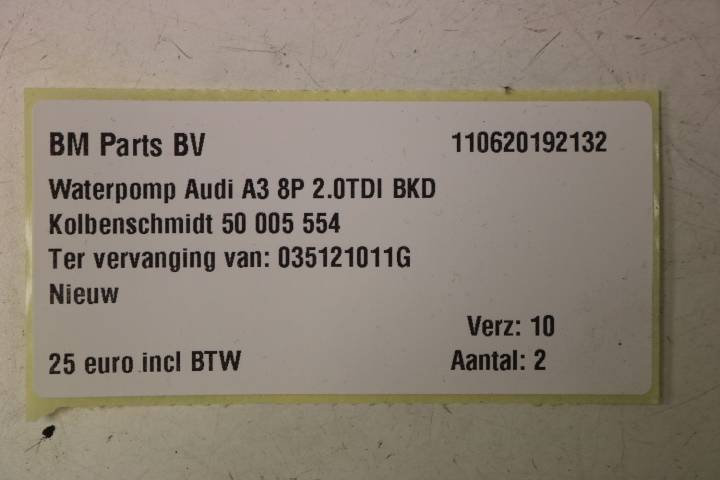 BM Parts BV 110620192132
Waterpomp Audi A3 8P 2.0TDI BKD
Kolbenschmidt 50 005 554
Ter vervanging van: 035121011G
Nieuw
Verz: 10
25 euro incl BTW Aantal: 2